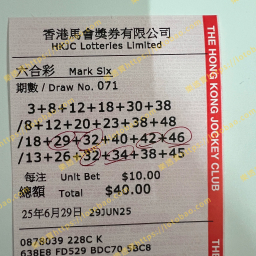 香港馬會獎券有限公司
HKJC Lotteries Limited
六合彩 Mark Six
期數 / Draw No. 071
3+8+12+18+30+38
/8+12+20+23+38+48
/18+29+32+40+42+46
/13+26+32+34+38+45
每注 Unit Bet $10.00
總額 Total $40.00
25年6月29日 29JUN25
0878039 228C K
638E8 FD529 BDC70 5BC8
THE HONG KONG JOCKEY CLUB
THE HONG